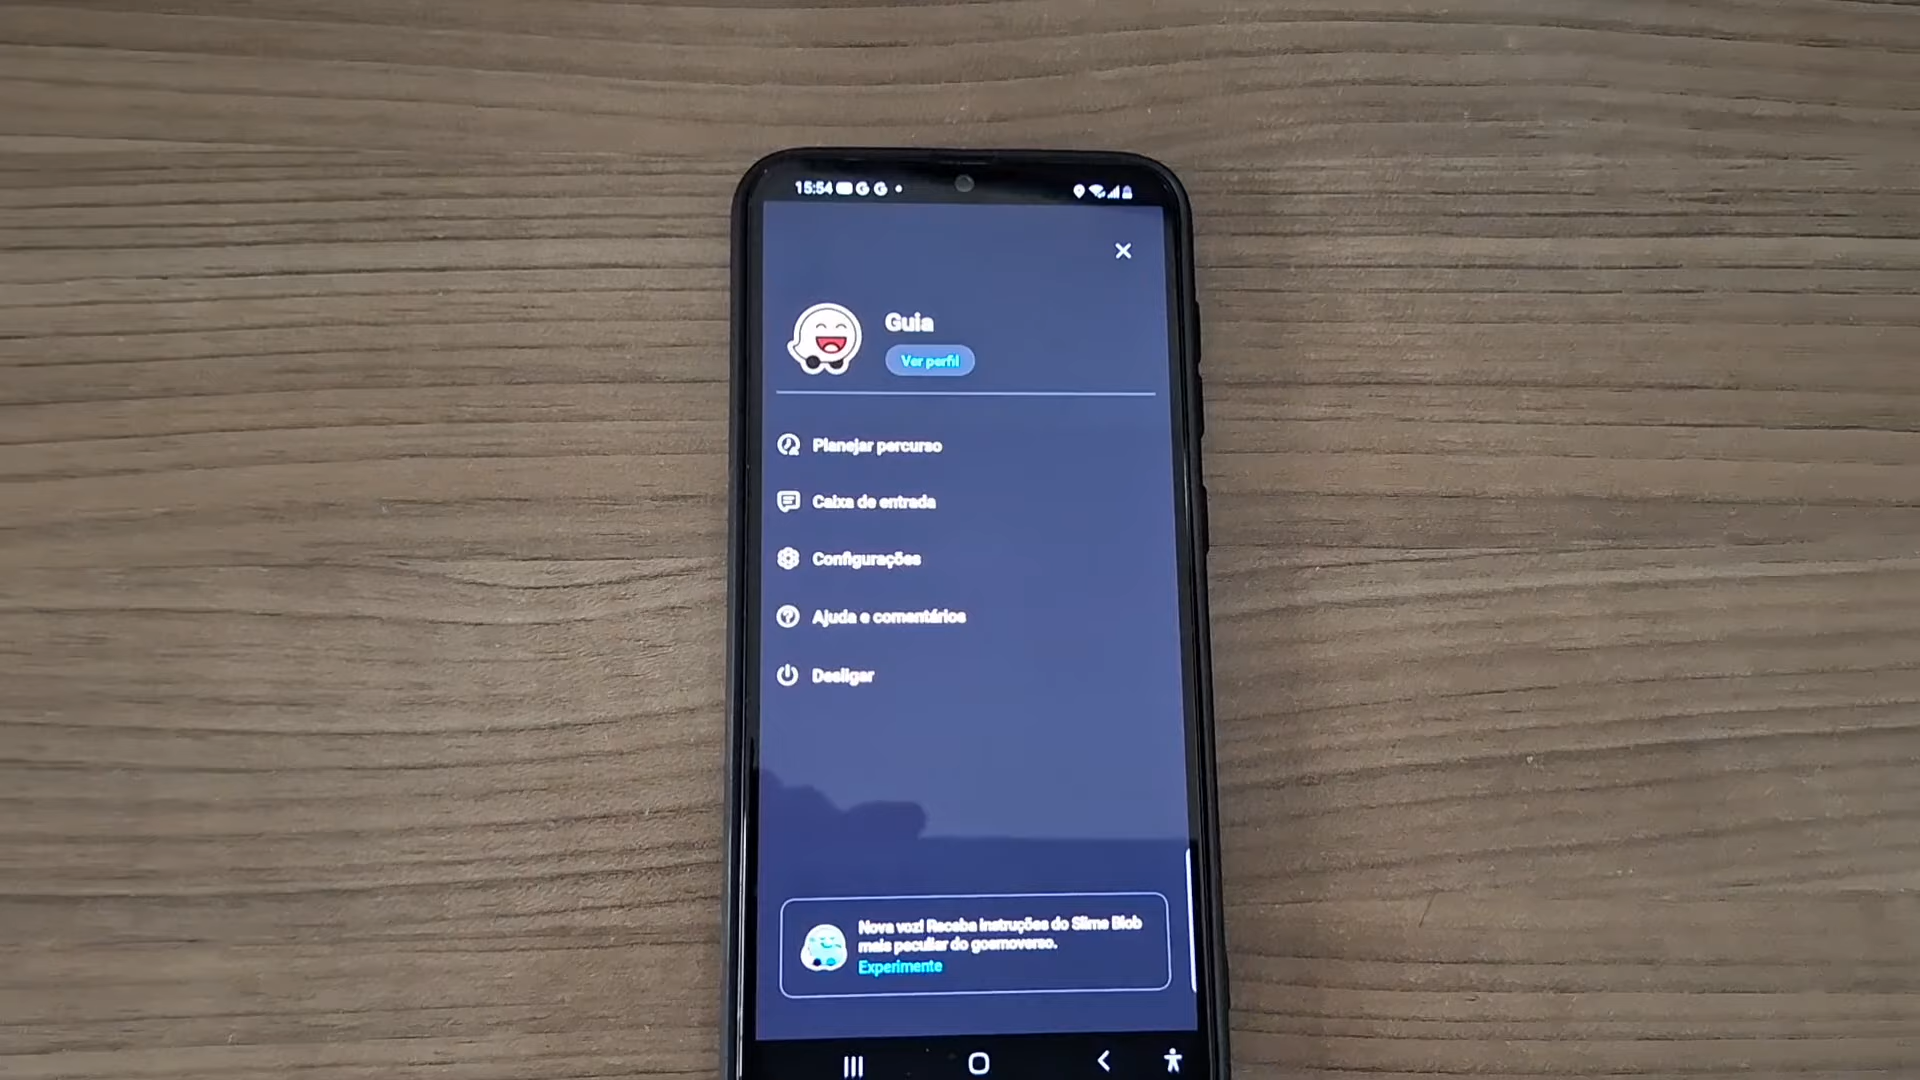 15:54
Guia
Ver perfil
Planejar percurso
Caixa de entrada
Configurações
Ajuda e comentários
Desligar
Nova voz! Receba instruções do Slime Blob
mais peculiar do gosmoverso.
Experimente